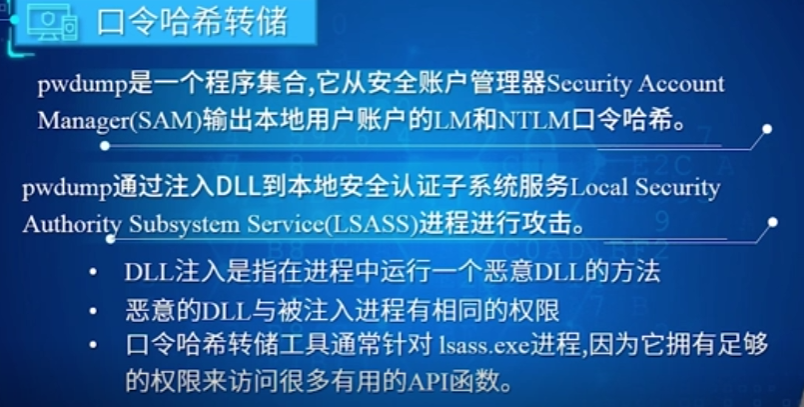 口令哈希转储
pwdump是一个程序集合,它从安全账户管理器Security Account
Manager(SAM)输出本地用户账户的LM和NTLM口令哈希。
pwdump通过注入DLL到本地安全认证子系统服务Local Security
Authority Subsystem Service(LSASS)进程进行攻击。
• DLL注入是指在进程中运行一个恶意DLL的方法
• 恶意的DLL与被注入进程有相同的权限
• 口令哈希转储工具通常针对 lsass.exe进程,因为它拥有足够
的权限来访问很多有用的API函数。